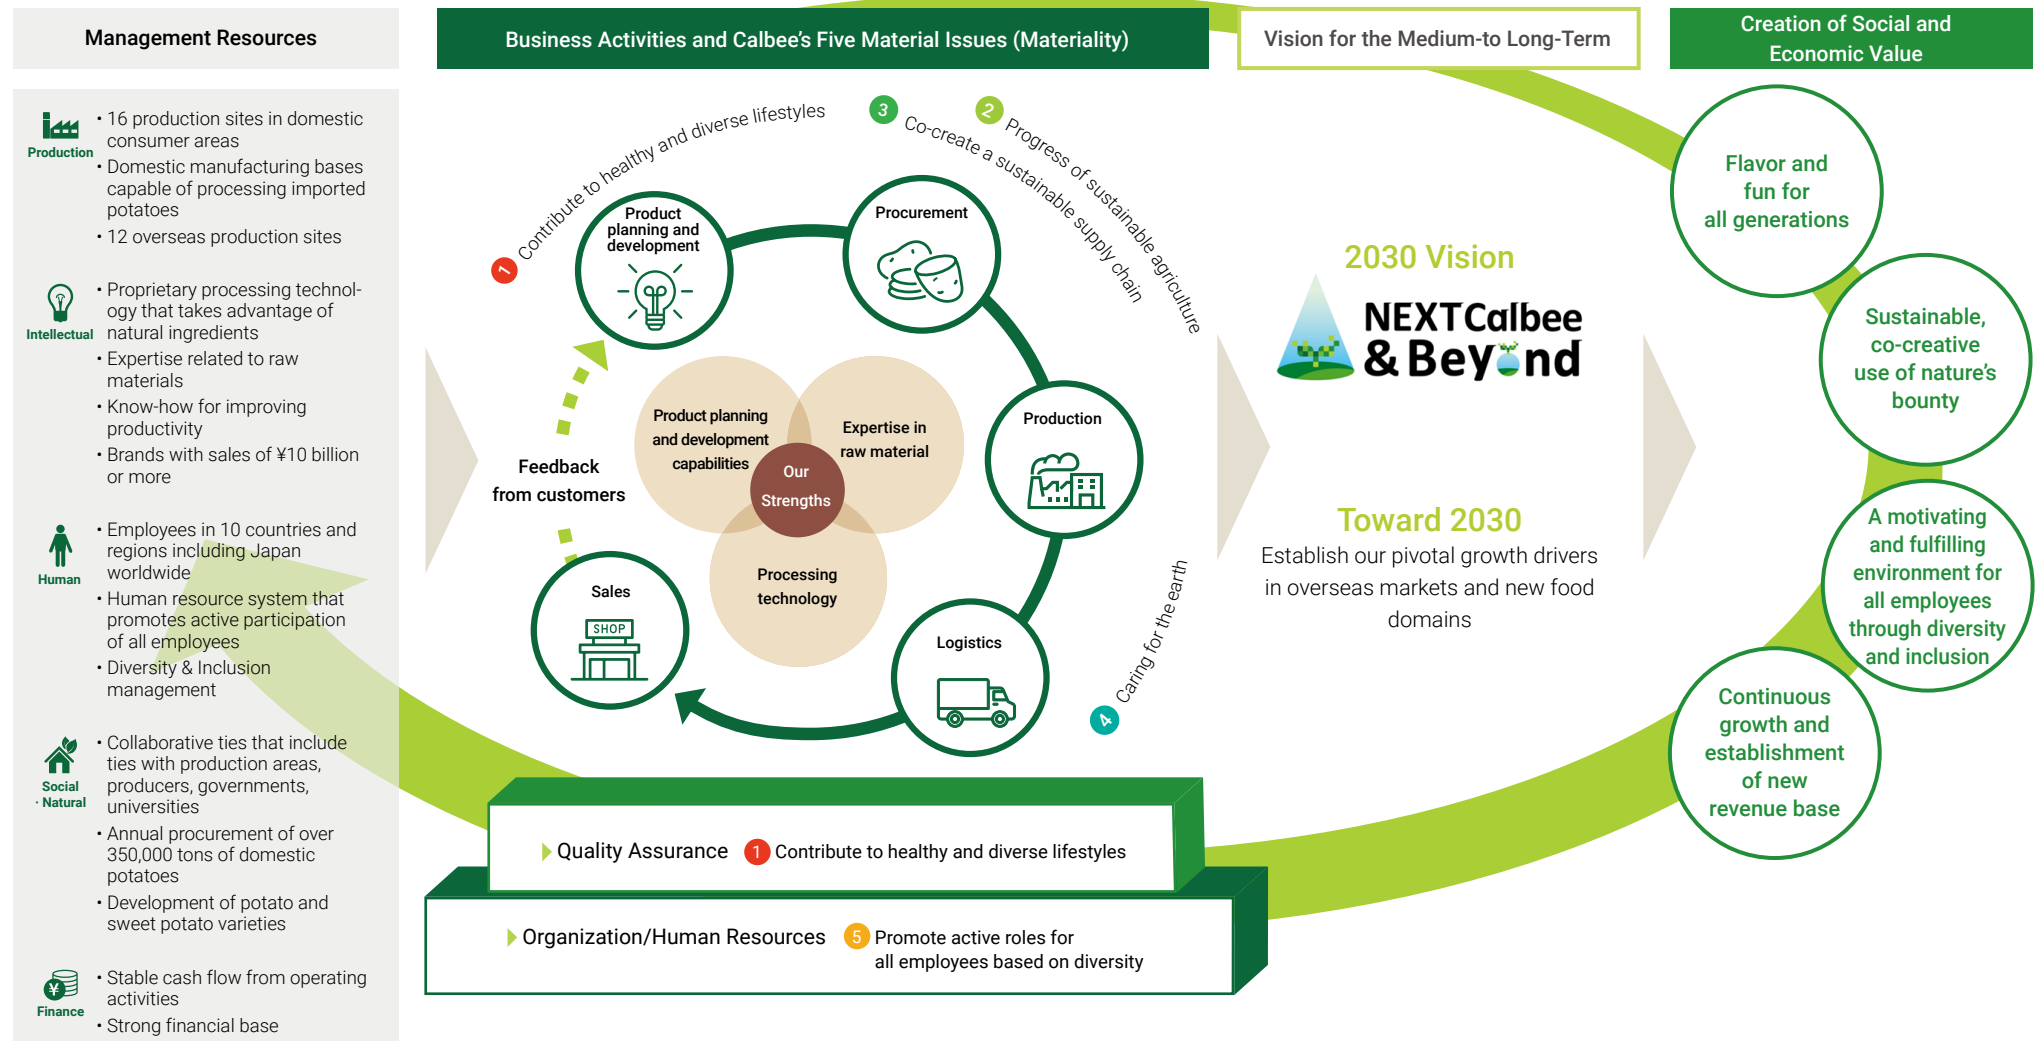 Management Resources
Business Activities and Calbee's Five Material Issues (Materiality)
Vision for the Medium-to Long-Term
Creation of Social and
Economic Value
Production
• 16 production sites in domestic
consumer areas
• Domestic manufacturing bases
capable of processing imported
potatoes
• 12 overseas production sites
Intellectual
• Proprietary processing technol-
ogy that takes advantage of
natural ingredients
• Expertise related to raw
materials
• Know-how for improving
productivity
• Brands with sales of ¥10 billion
or more
Human
• Employees in 10 countries and
regions including Japan
worldwide
• Human resource system that
promotes active participation
of all employees
• Diversity & Inclusion
management
Social
· Natural
• Collaborative ties that include
ties with production areas,
producers, governments,
universities
• Annual procurement of over
350,000 tons of domestic
potatoes
• Development of potato and
sweet potato varieties
¥
Finance
• Stable cash flow from operating
activities
• Strong financial base
1 Contribute to healthy and diverse lifestyles
3 Co-create a sustainable supply chain
2 Progress of sustainable agriculture
4 Caring for the earth
Product
planning and
development
Procurement
Production
Logistics
Sales
SHOP
Feedback
from customers
Product planning
and development
capabilities
Expertise in
raw material
Our
Strengths
Processing
technology
Quality Assurance 1 Contribute to healthy and diverse lifestyles
Organization/Human Resources 5 Promote active roles for
all employees based on diversity
2030 Vision
NEXT Calbee
& Beyond
Toward 2030
Establish our pivotal growth drivers
in overseas markets and new food
domains
Flavor and
fun for
all generations
Sustainable,
co-creative
use of nature's
bounty
A motivating
and fulfilling
environment for
all employees
through diversity
and inclusion
Continuous
growth and
establishment
of new
revenue base